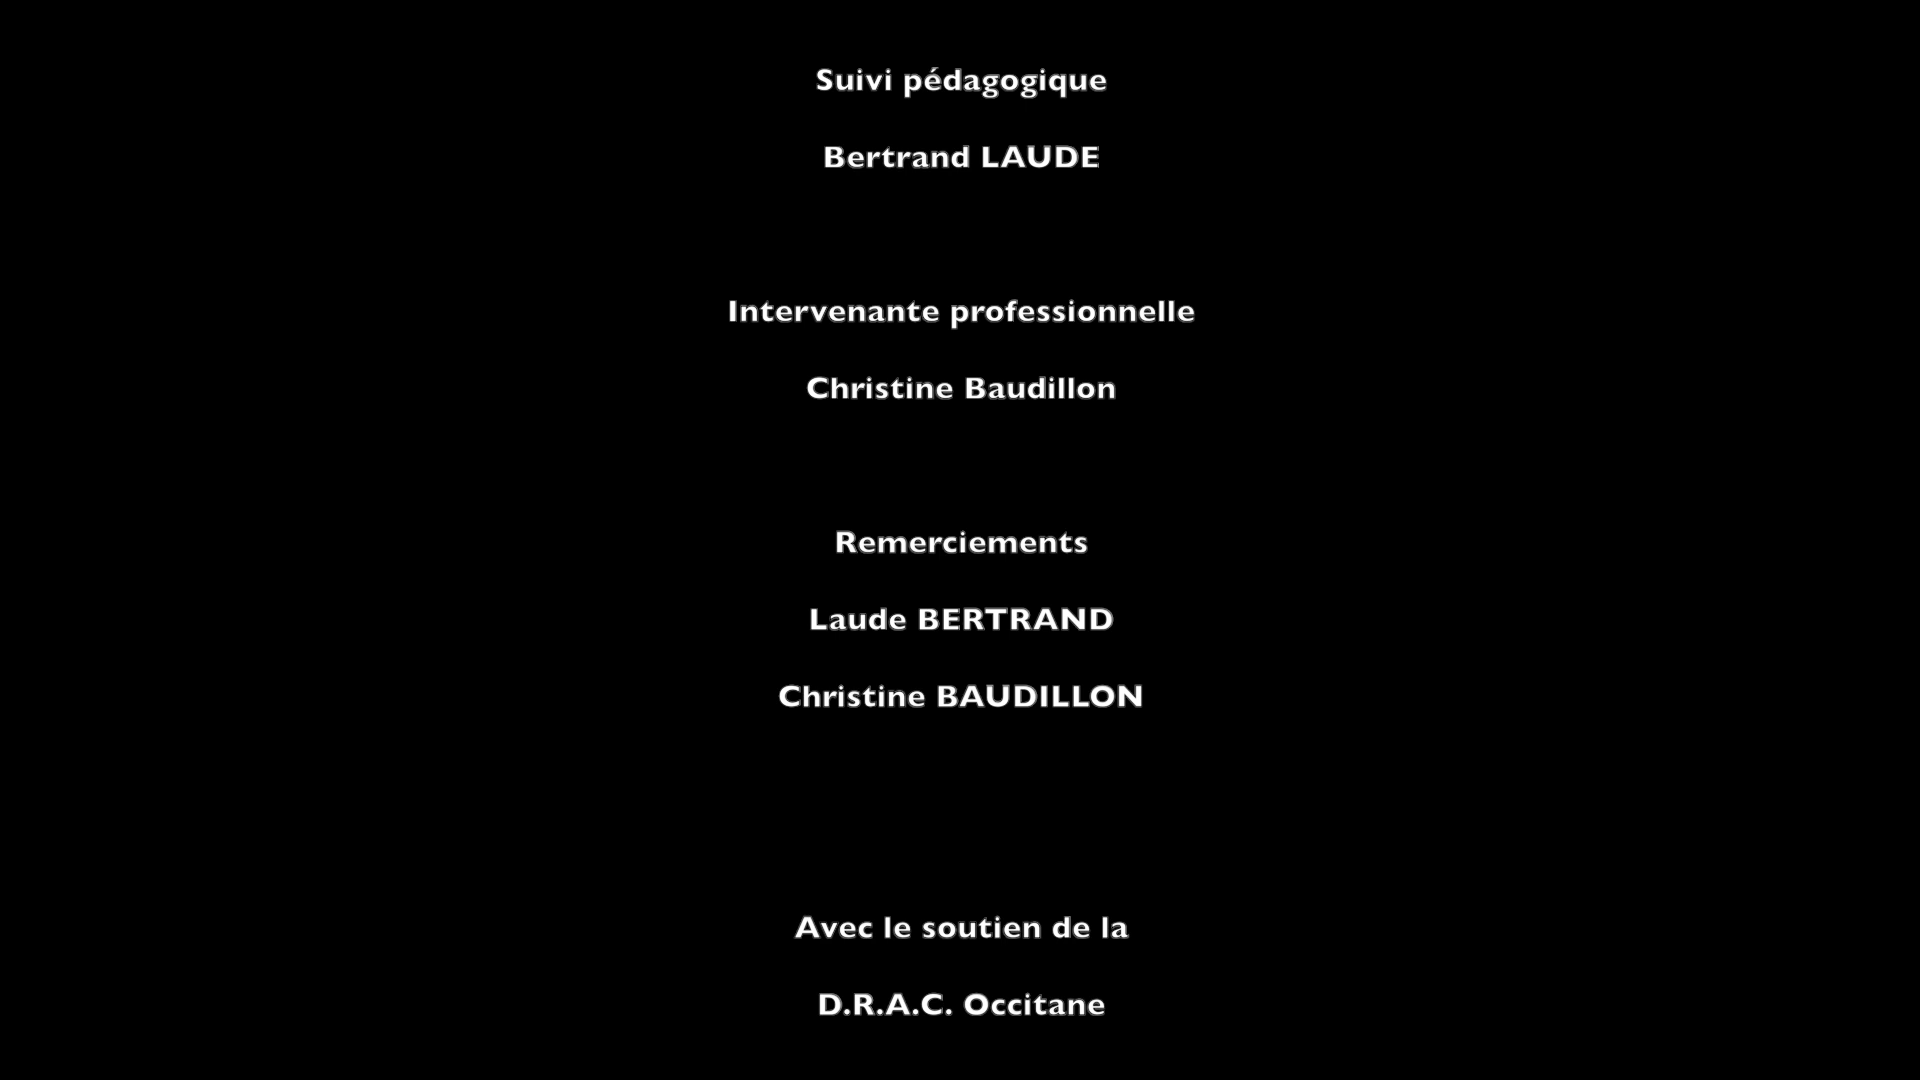 Suivi pédagogique
Bertrand LAUDE
Intervenante professionnelle
Christine Baudillon
Remerciements
Laude BERTRAND
Christine BAUDILLON
Avec le soutien de la
D.R.A.C. Occitane